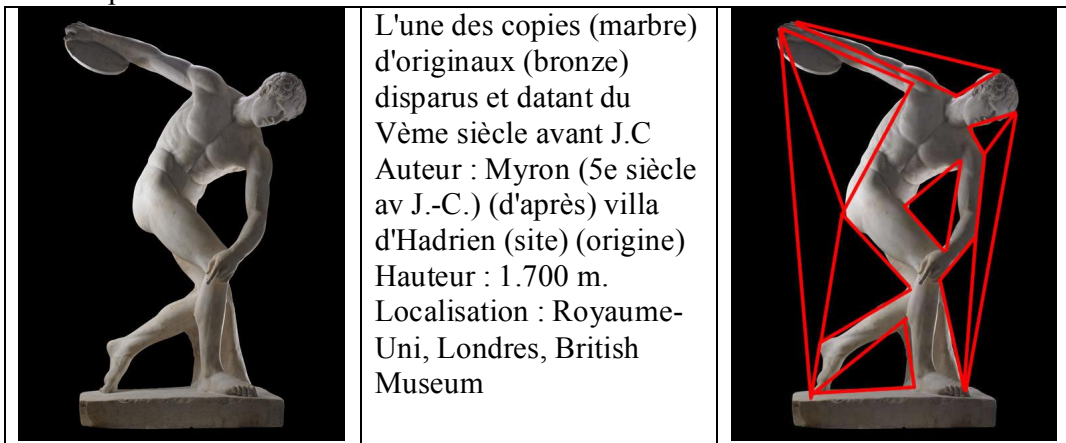 L'une des copies (marbre)
d'originaux (bronze)
disparus et datant du
Vème siècle avant J.C
Auteur : Myron (5e siècle
av J.-C.) (d'après) villa
d'Hadrien (site) (origine)
Hauteur : 1.700 m.
Localisation : Royaume-
Uni, Londres, British
Museum